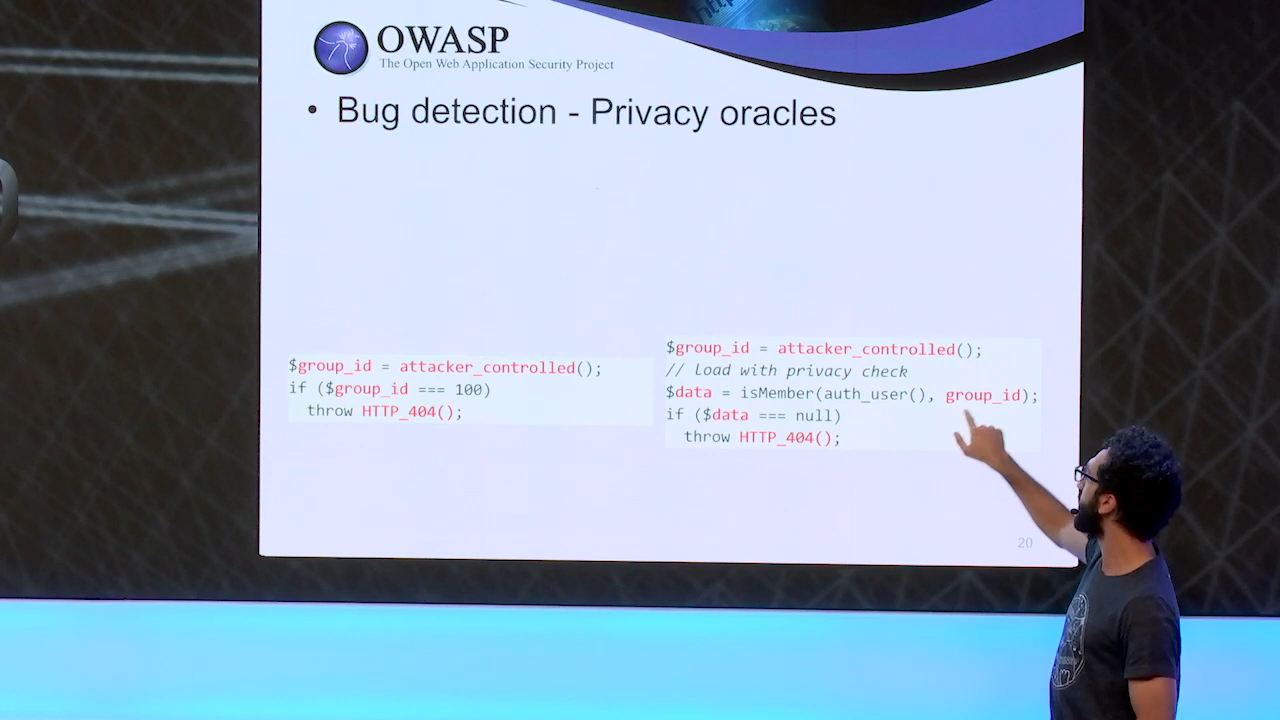 http
OWASP
The Open Web Application Security Project
• Bug detection - Privacy oracles
$group_id = attacker_controlled();
if ($group_id === 100)
throw HTTP_404();
$group_id = attacker_controlled();
// Load with privacy check
$data = isMember(auth_user(), group_id);
if ($data === null)
throw HTTP_404();
20